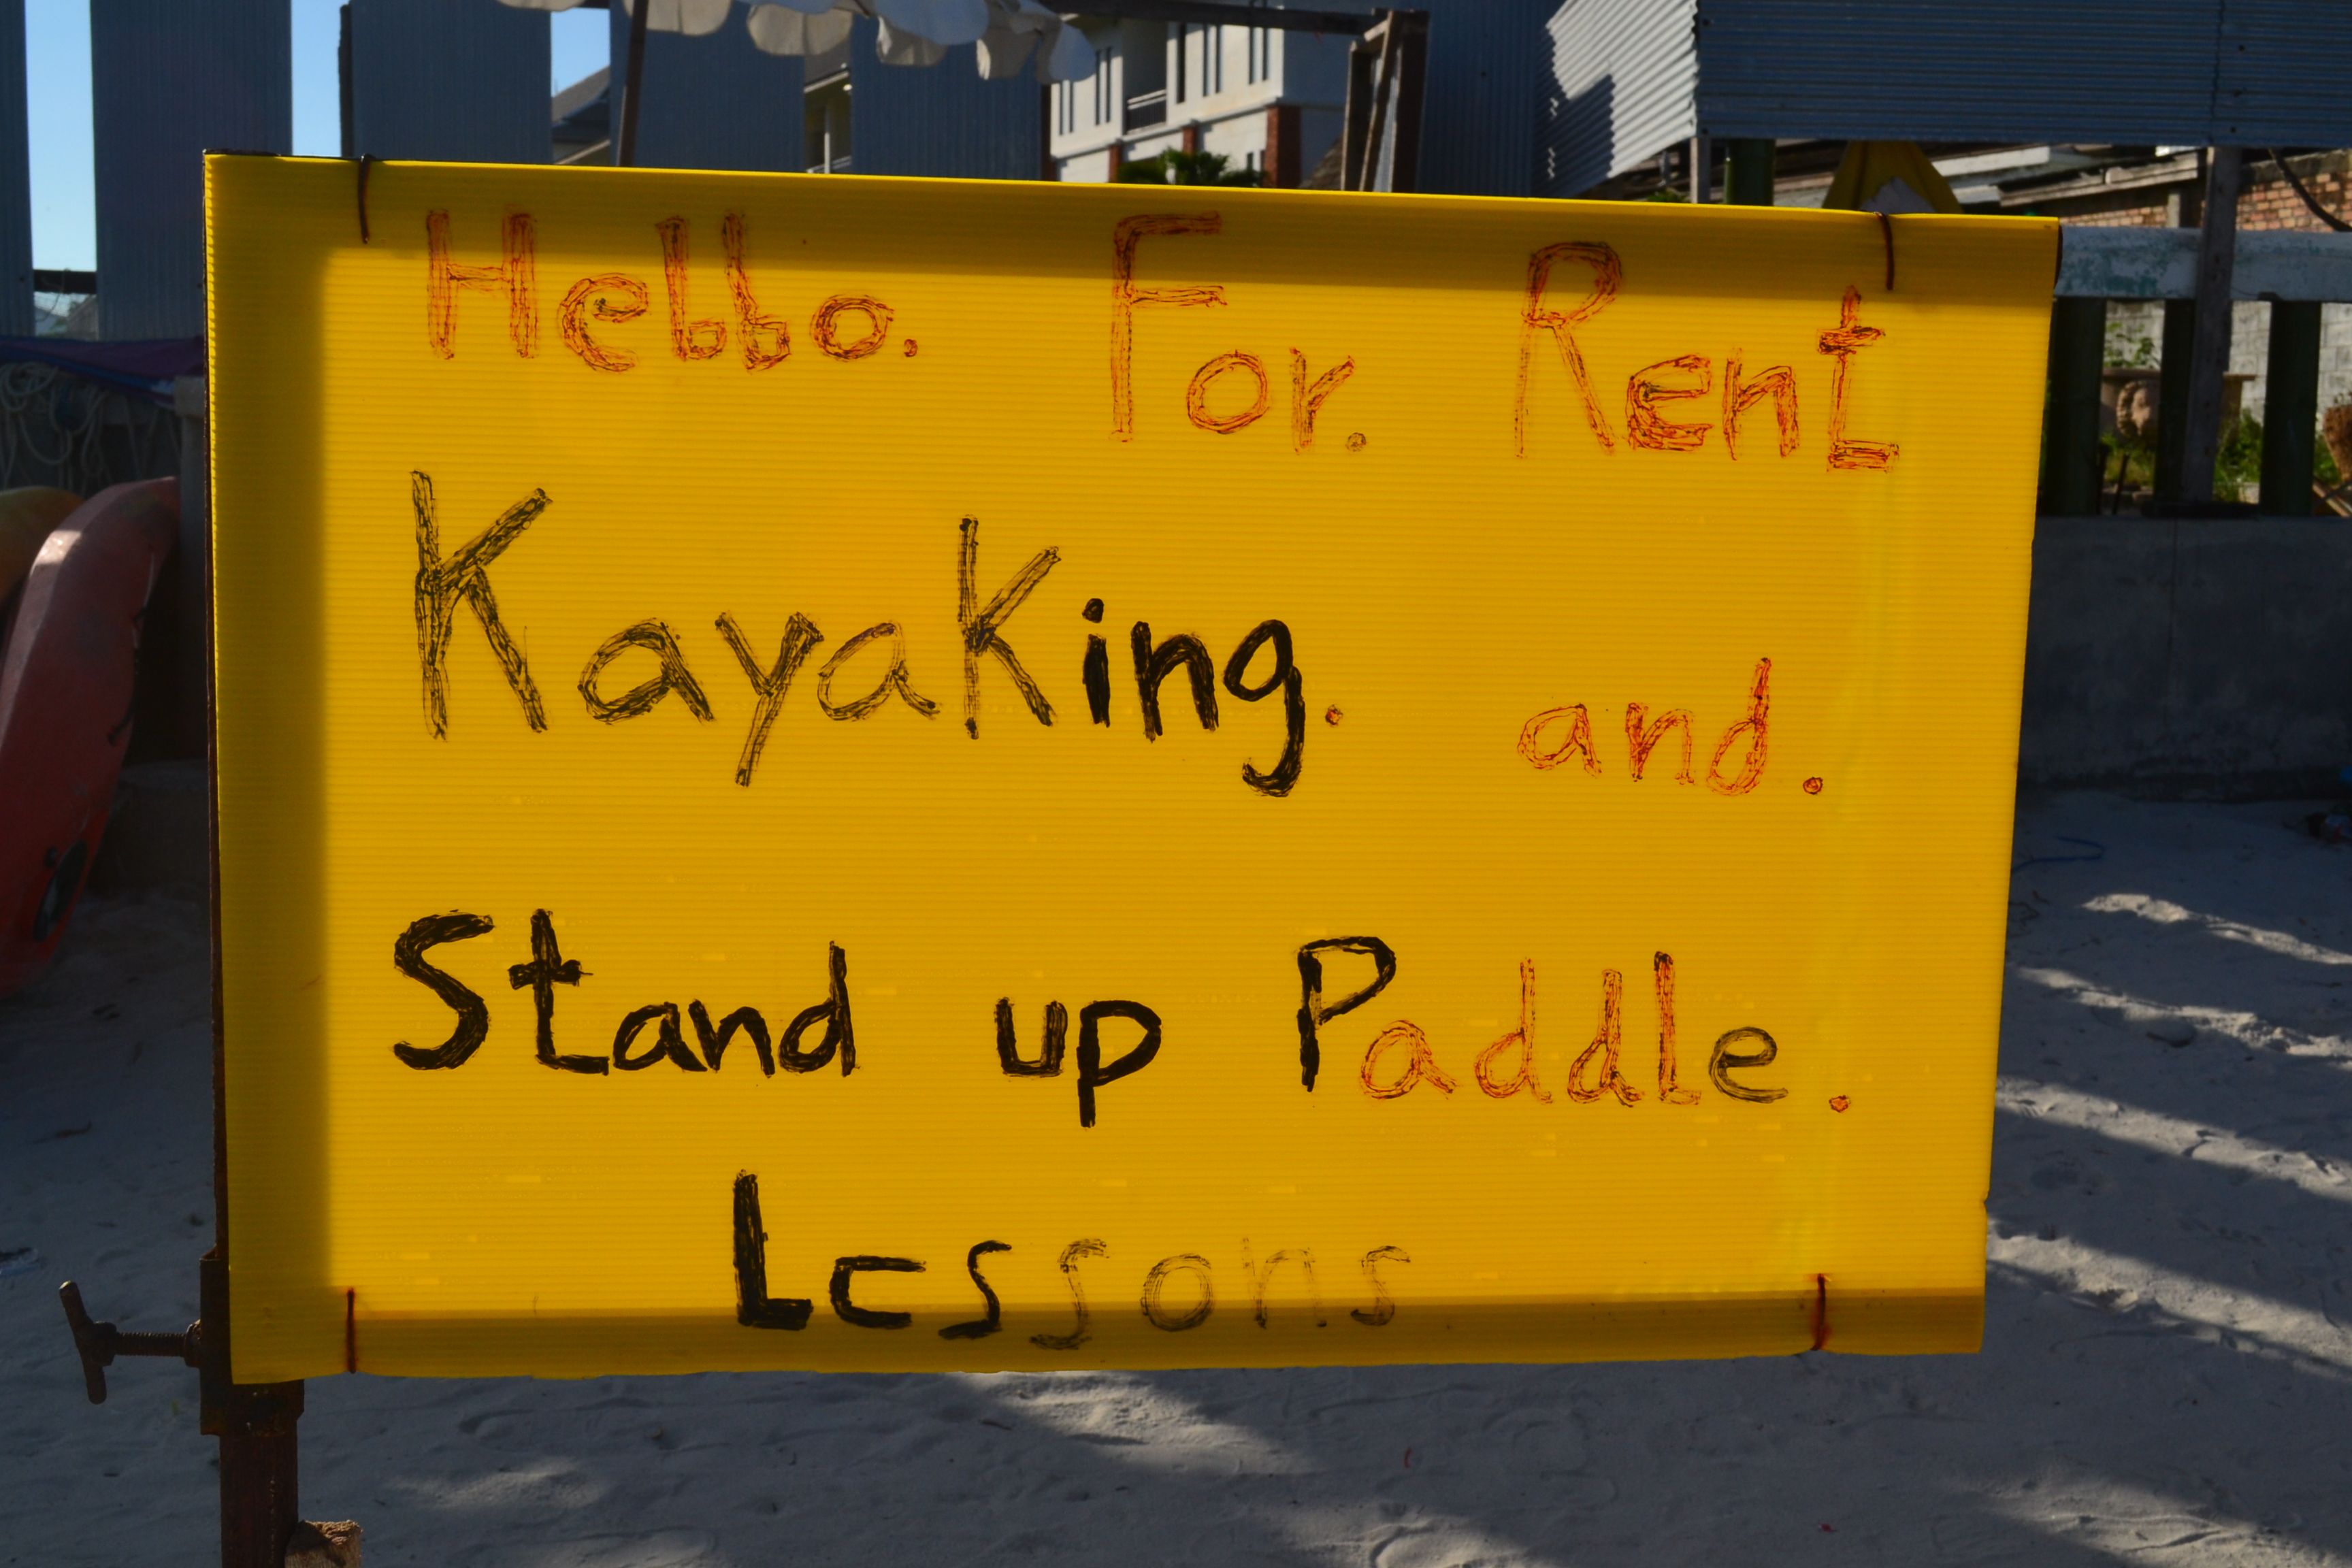 Hello. For. Rent
Kayaking. and.
Stand up Paddle.
Lessons